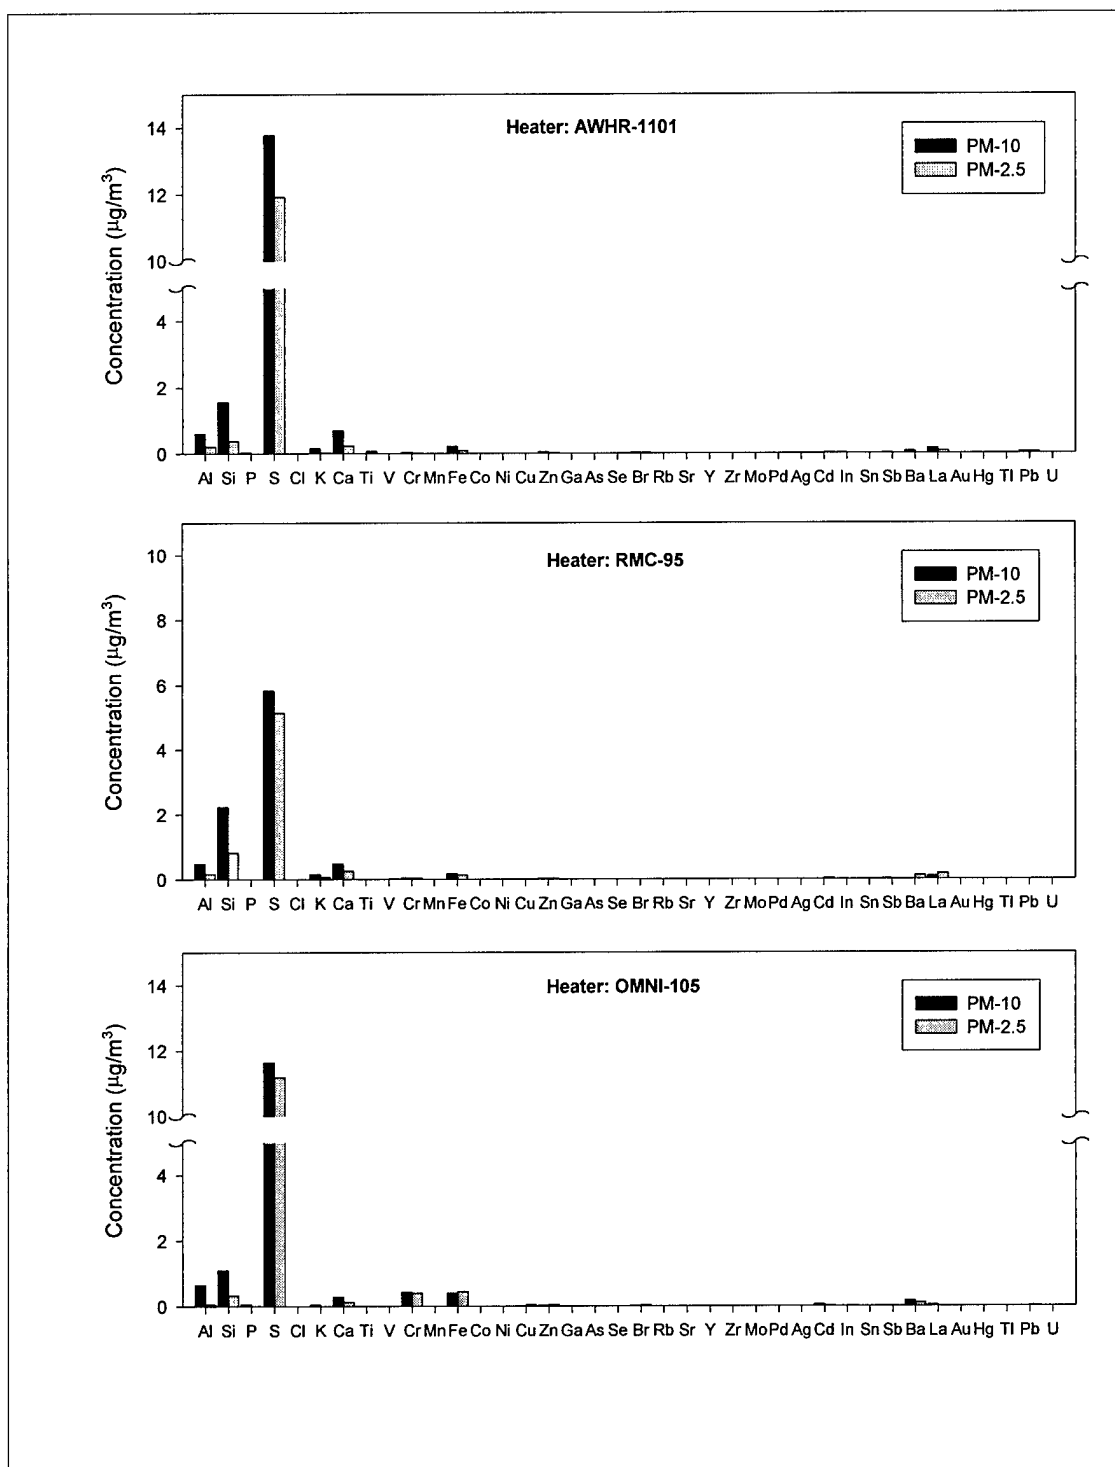 Heater: AWHR-1101
PM-10
PM-2.5
Concentration (μg/m³)
14
12
10
4
2
0
Al Si P S Cl K Ca Ti V Cr Mn Fe Co Ni Cu Zn Ga As Se Br Rb Sr Y Zr Mo Pd Ag Cd In Sn Sb Ba La Au Hg Tl Pb U
Heater: RMC-95
PM-10
PM-2.5
Concentration (μg/m³)
10
8
6
4
2
0
Al Si P S Cl K Ca Ti V Cr Mn Fe Co Ni Cu Zn Ga As Se Br Rb Sr Y Zr Mo Pd Ag Cd In Sn Sb Ba La Au Hg Tl Pb U
Heater: OMNI-105
PM-10
PM-2.5
Concentration (μg/m³)
14
12
10
4
2
0
Al Si P S Cl K Ca Ti V Cr Mn Fe Co Ni Cu Zn Ga As Se Br Rb Sr Y Zr Mo Pd Ag Cd In Sn Sb Ba La Au Hg Tl Pb U